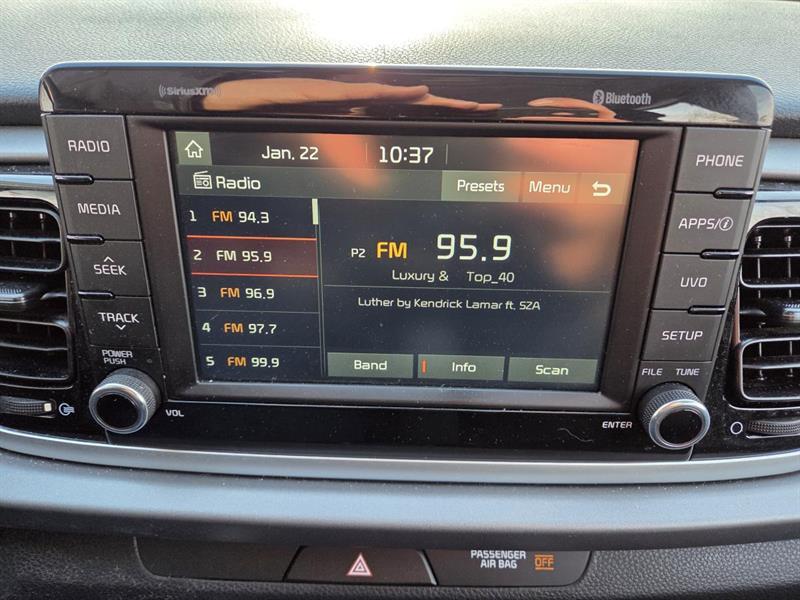 SiriusXM
Bluetooth
RADIO
MEDIA
SEEK
TRACK
POWER
PUSH
VOL
Jan. 22 10:37
Radio Presets Menu
1 FM 94.3
2 FM 95.9
3 FM 96.9
4 FM 97.7
5 FM 99.9
P2 FM 95.9
Luxury & Top_40
Luther by Kendrick Lamar ft. SZA
Band Info Scan
PHONE
APPS/i
UVO
SETUP
FILE TUNE
ENTER
PASSENGER
AIR BAG OFF